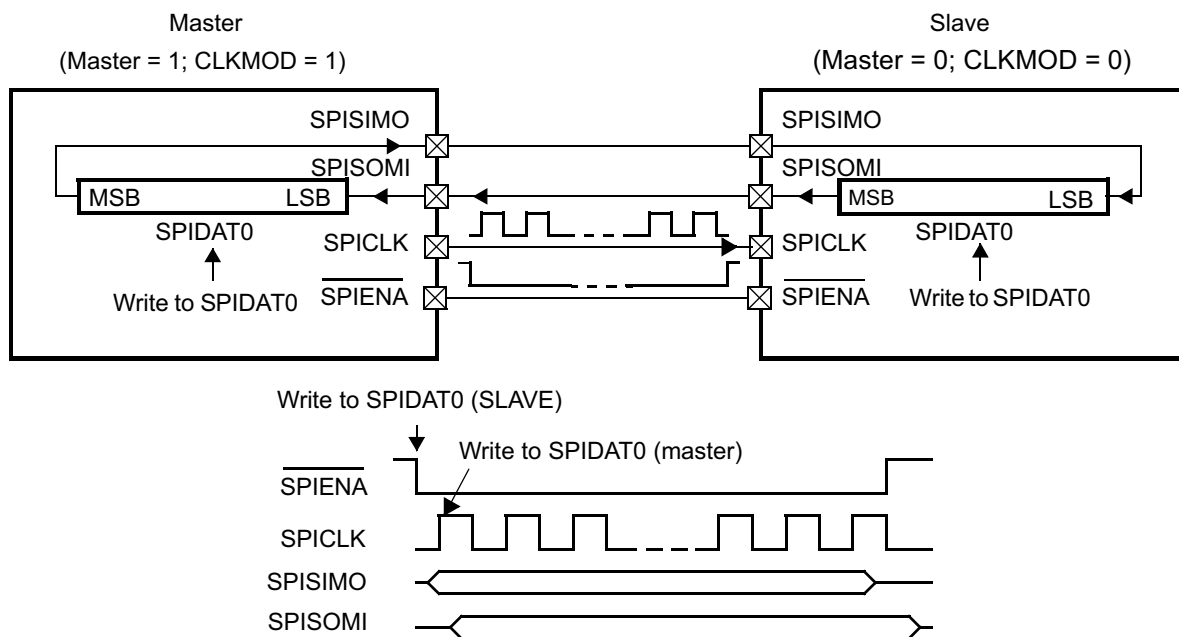 Master
(Master = 1; CLKMOD = 1)
Slave
(Master = 0; CLKMOD = 0)
SPISIMO
SPISOMI
MSB LSB
SPIDAT0
Write to SPIDAT0
SPICLK
SPIENA
SPISIMO
SPISOMI
MSB LSB
SPIDAT0
SPICLK
SPIENA
Write to SPIDAT0
Write to SPIDAT0 (SLAVE)
Write to SPIDAT0 (master)
SPIENA
SPICLK
SPISIMO
SPISOMI